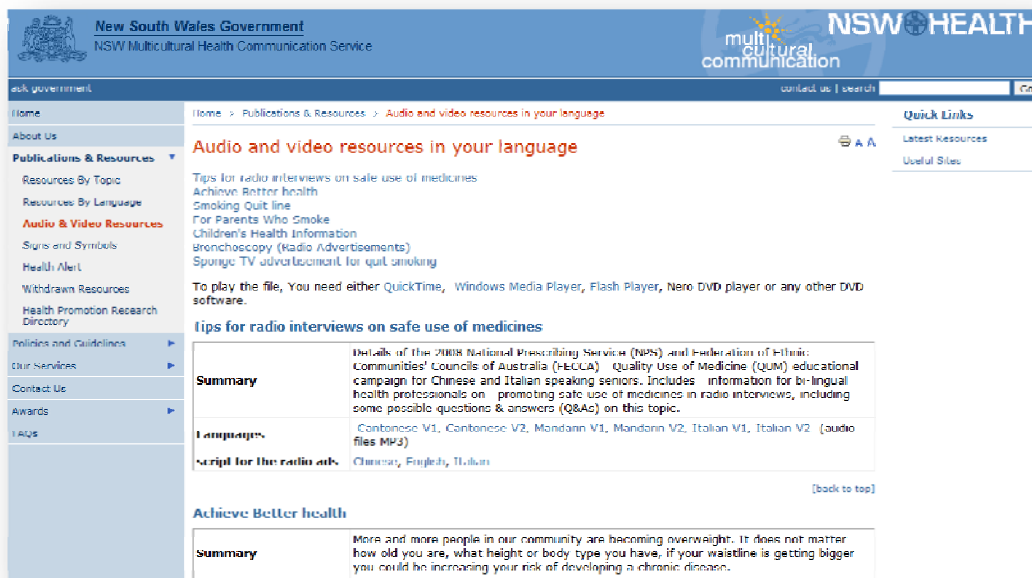 New South Wales Government
NSW Multicultural Health Communication Service
multi
cultural
communication
NSW HEALTH
ask government
contact us | search
Go
Home
About Us
Publications & Resources
Resources By Topic
Resources By Language
Audio & Video Resources
Signs and Symbols
Health Alert
Withdrawn Resources
Health Promotion Research
Directory
Policies and Guidelines
Our Services
Contact Us
Awards
FAQs
Home > Publications & Resources > Audio and video resources in your language
Audio and video resources in your language
A A
Tips for radio interviews on safe use of medicines
Achieve Better health
Smoking Quit line
For Parents Who Smoke
Children's Health Information
Bronchoscopy (Radio Advertisements)
Sponge TV advertisement for quit smoking
To play the file, You need either QuickTime, Windows Media Player, Flash Player, Nero DVD player or any other DVD
software.
Tips for radio interviews on safe use of medicines
Summary
Details of the 2008 National Prescribing Service (NPS) and Federation of Ethnic
Communities' Councils of Australia (FECCA) Quality Use of Medicine (QUM) educational
campaign for Chinese and Italian speaking seniors. Includes information for bi-lingual
health professionals on promoting safe use of medicines in radio interviews, including
some possible questions & answers (Q&As) on this topic.
Languages
Cantonese V1, Cantonese V2, Mandarin V1, Mandarin V2, Italian V1, Italian V2 (audio
files MP3)
Script for the radio ads
Chinese, English, Italian
[back to top]
Achieve Better health
Summary
More and more people in our community are becoming overweight. It does not matter
how old you are, what height or body type you have, if your waistline is getting bigger
you could be increasing your risk of developing a chronic disease.
Quick Links
Latest Resources
Useful Sites